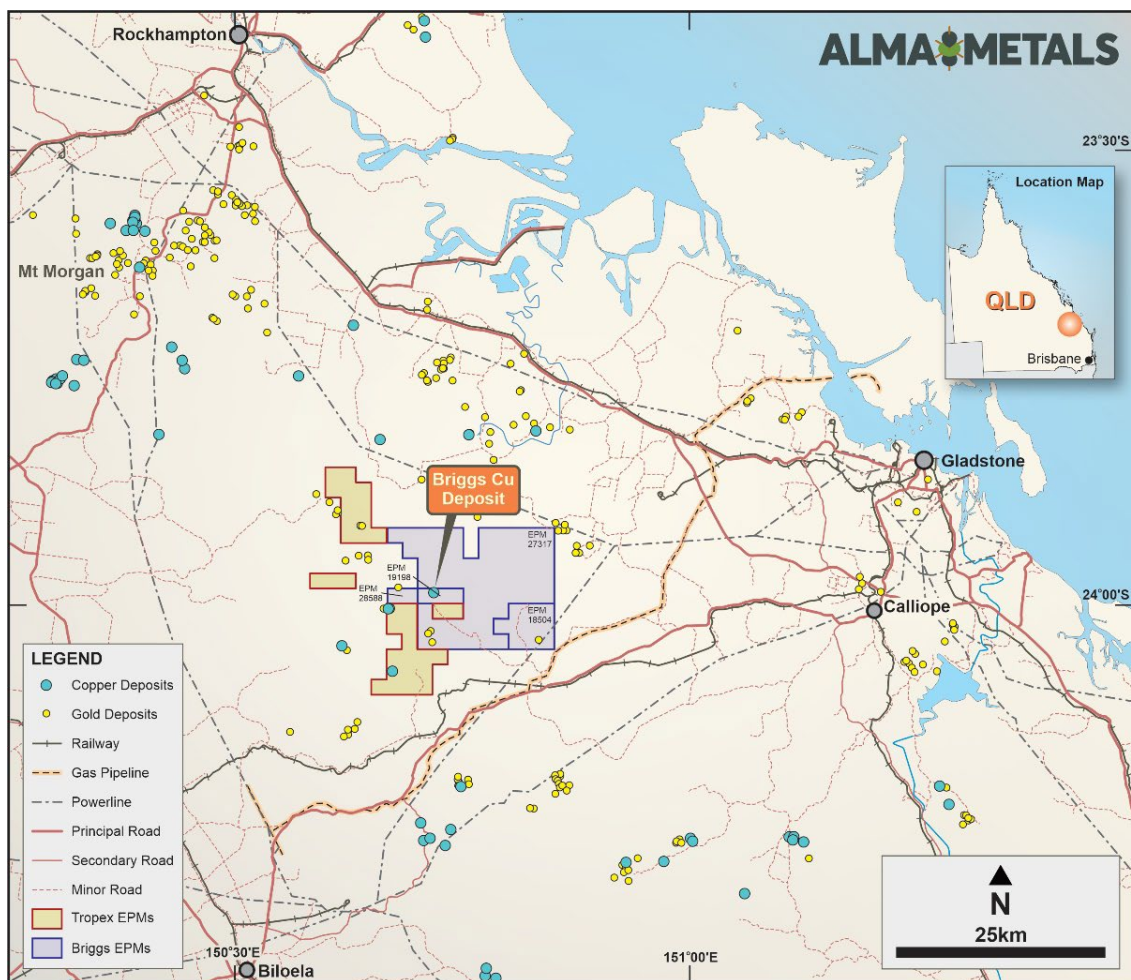 Rockhampton
ALMA METALS
23°30'S
Location Map
QLD
Brisbane
Mt Morgan
Gladstone
Briggs Cu
Deposit
EPM
27317
EPM
19198
EPM
28588
EPM
18504
24°00'S
Calliope
LEGEND
Copper Deposits
Gold Deposits
Railway
Gas Pipeline
Powerline
Principal Road
Secondary Road
Minor Road
Tropex EPMs
Briggs EPMs
N
25km
150°30'E
151°00'E
Biloela